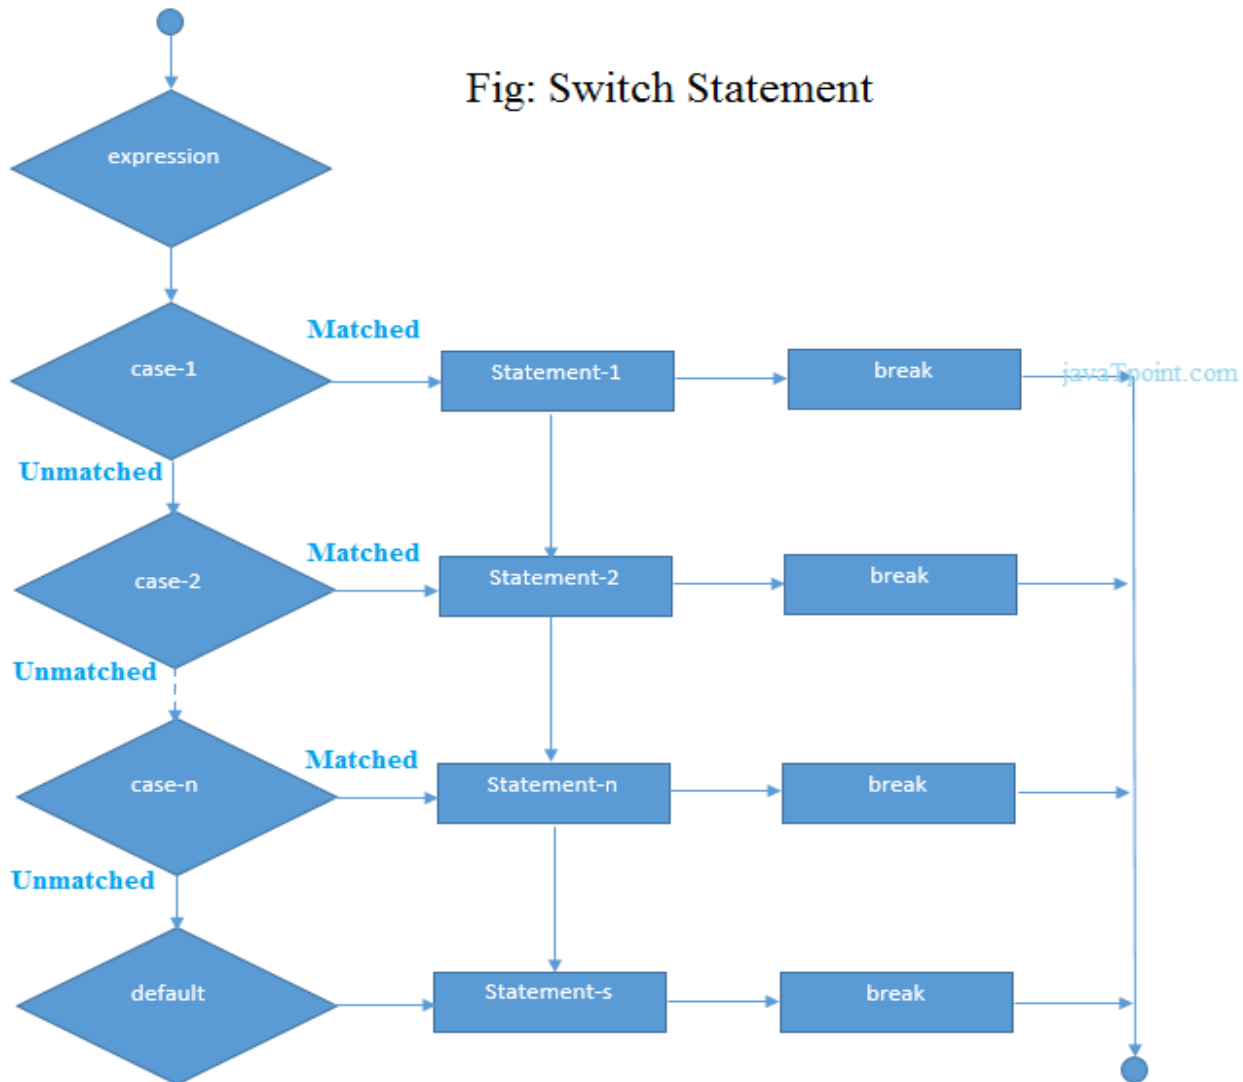 Fig: Switch Statement
expression
case-1
Matched
Statement-1
break
javaTpoint.com
Unmatched
case-2
Matched
Statement-2
break
Unmatched
case-n
Matched
Statement-n
break
Unmatched
default
Statement-s
break